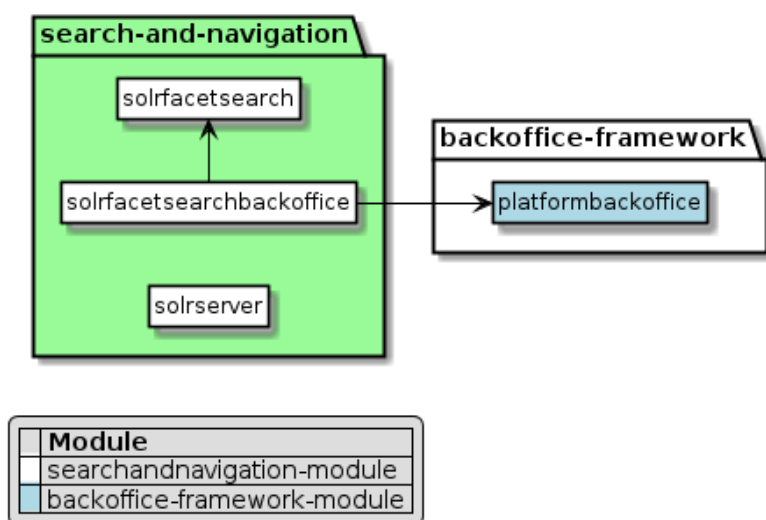 search-and-navigation
solrfacetsearch
backoffice-framework
solrfacetsearchbackoffice
platformbackoffice
solrserver
Module
searchandnavigation-module
backoffice-framework-module